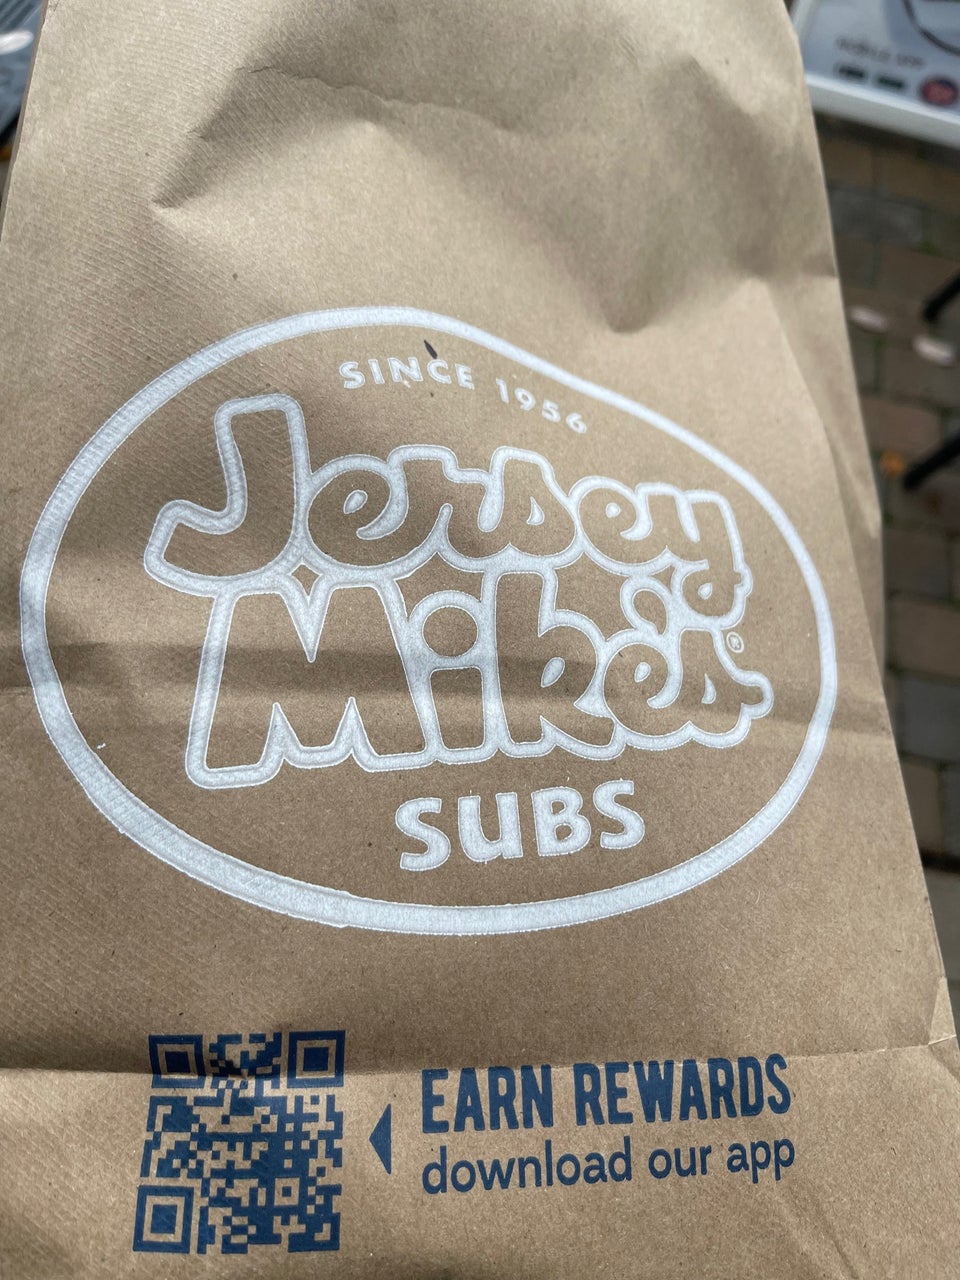 SINCE 1956
Jersey
Mike's
®
SUBS
EARN REWARDS
download our app